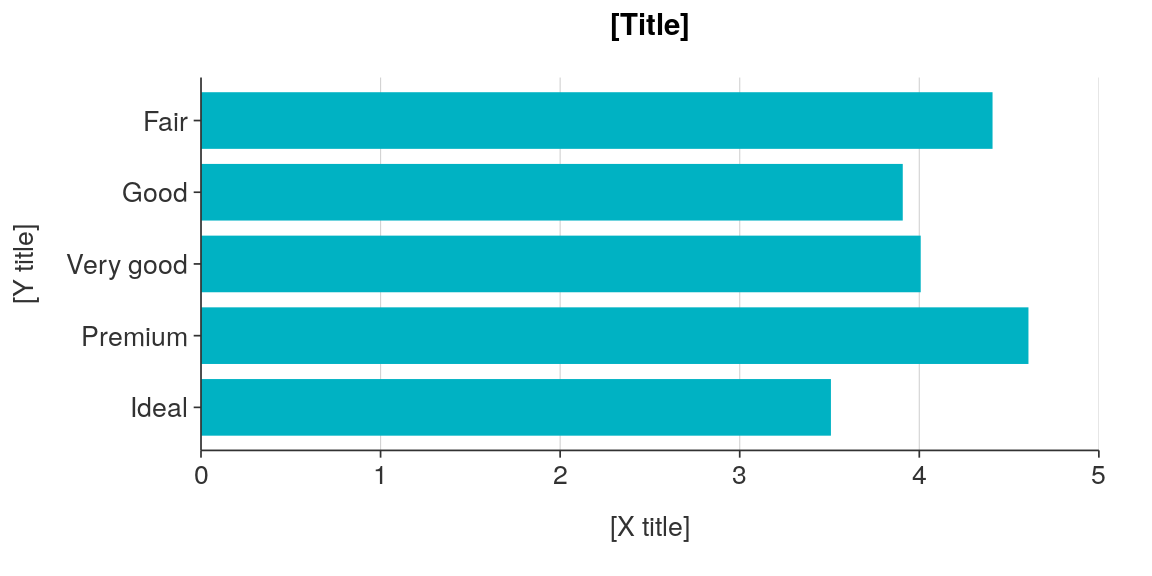 [Title]
[Y title]
Fair
Good
Very good
Premium
Ideal
0 1 2 3 4 5
[X title]